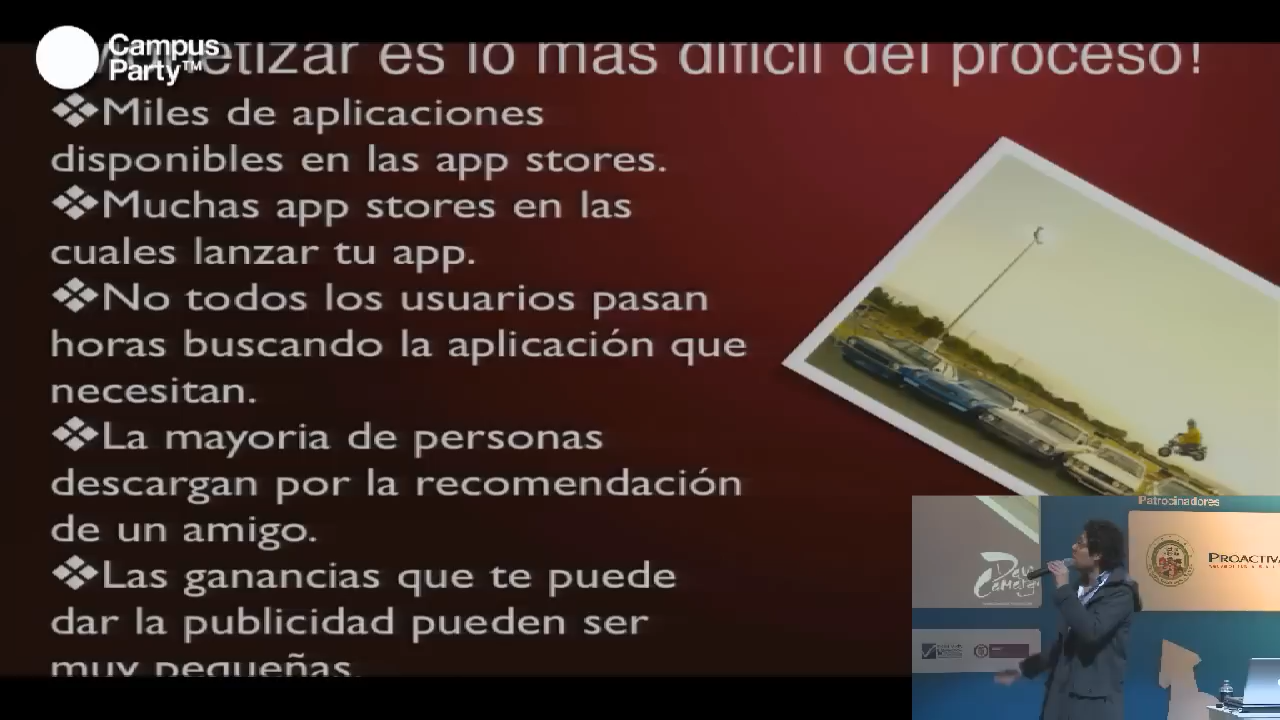 Campus
Party™
etizar es lo mas dificil del proceso!
❖Miles de aplicaciones
disponibles en las app stores.
❖Muchas app stores en las
cuales lanzar tu app.
❖No todos los usuarios pasan
horas buscando la aplicación que
necesitan.
❖La mayoria de personas
descargan por la recomendación
de un amigo.
❖Las ganancias que te puede
dar la publicidad pueden ser
muy pequeñas.
Patrocinadores
PROACTIVA